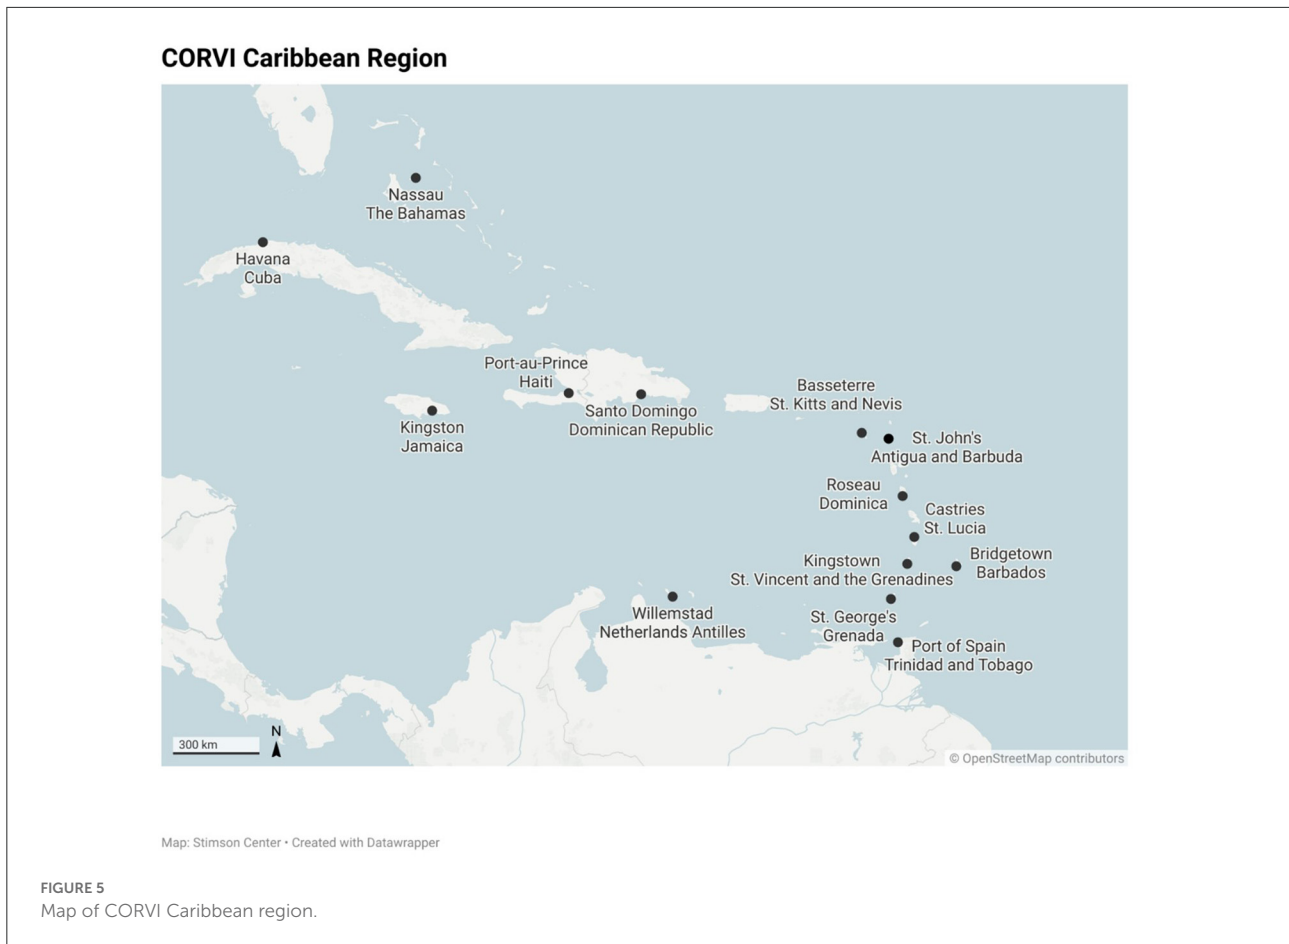 CORVI Caribbean Region
Nassau
The Bahamas
Havana
Cuba
Port-au-Prince
Haiti
Santo Domingo
Dominican Republic
Kingston
Jamaica
Basseterre
St. Kitts and Nevis
St. John's
Antigua and Barbuda
Roseau
Dominica
Castries
St. Lucia
Kingstown
St. Vincent and the Grenadines
Bridgetown
Barbados
Willemstad
Netherlands Antilles
St. George's
Grenada
Port of Spain
Trinidad and Tobago
300 km
N
© OpenStreetMap contributors
Map: Stimson Center • Created with Datawrapper
FIGURE 5
Map of CORVI Caribbean region.